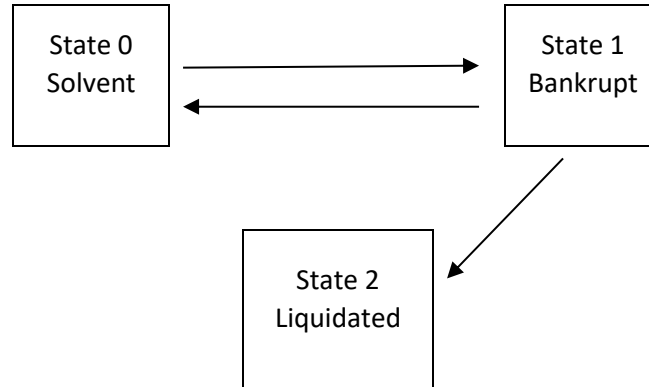 State 0
Solvent
State 1
Bankrupt
State 2
Liquidated